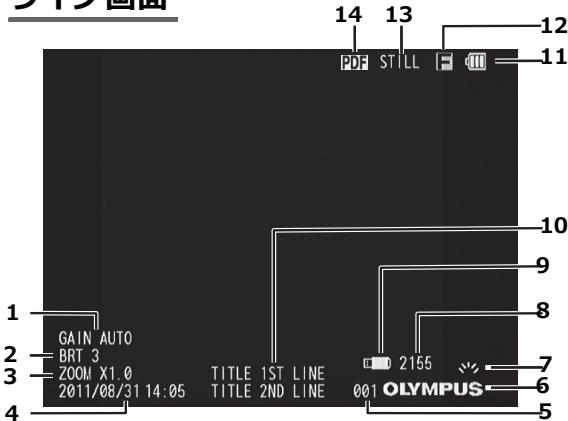 ライブ画面
14 13 12
PDF STILL F 11
10
9
8
1 GAIN AUTO
2 BRT 3 2155 7
3 ZOOM X1.0 TITLE 1ST LINE
2011/08/31 14:05 TITLE 2ND LINE 001 OLYMPUS 6
4 5